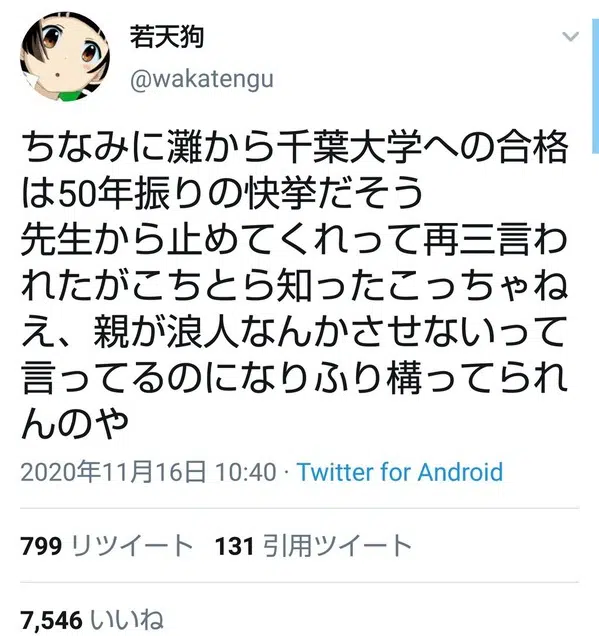 若天狗
@wakatengu
ちなみに灘から千葉大学への合格
は50年振りの快挙だそう
先生から止めてくれって再三言わ
れたがこちとら知ったこっちゃね
え、親が浪人なんかさせないって
言ってるのになりふり構ってられ
んのや
2020年11月16日 10:40 · Twitter for Android
799 リツイート 131 引用ツイート
7,546 いいね